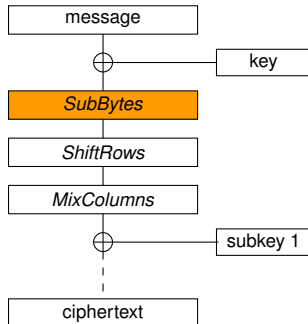 message
key
SubBytes
ShiftRows
MixColumns
subkey 1
ciphertext